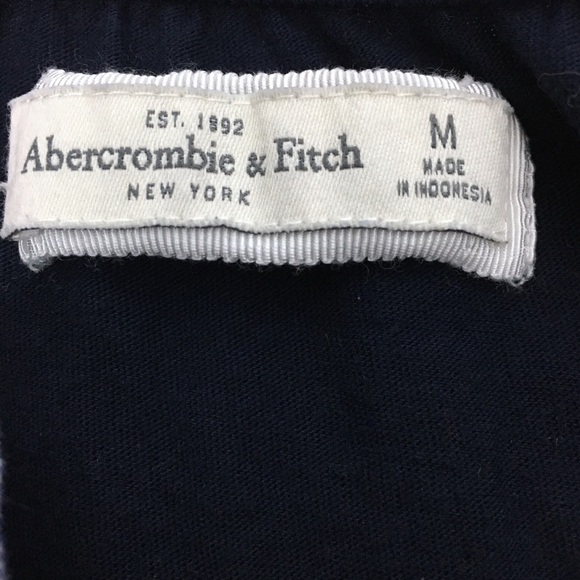 EST. 1892
Abercrombie & Fitch
NEW YORK
M
MADE
IN INDONESIA